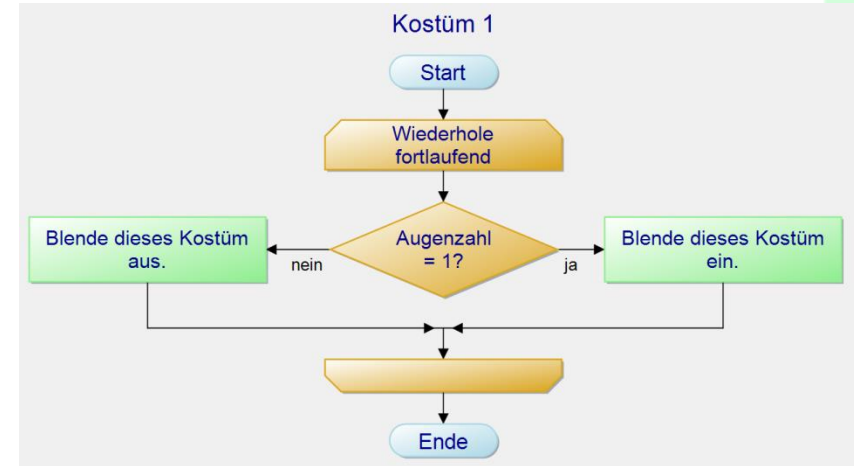 Kostüm 1
Start
Wiederhole
fortlaufend
Blende dieses Kostüm
aus.
nein
Augenzahl
= 1?
ja
Blende dieses Kostüm
ein.
Ende